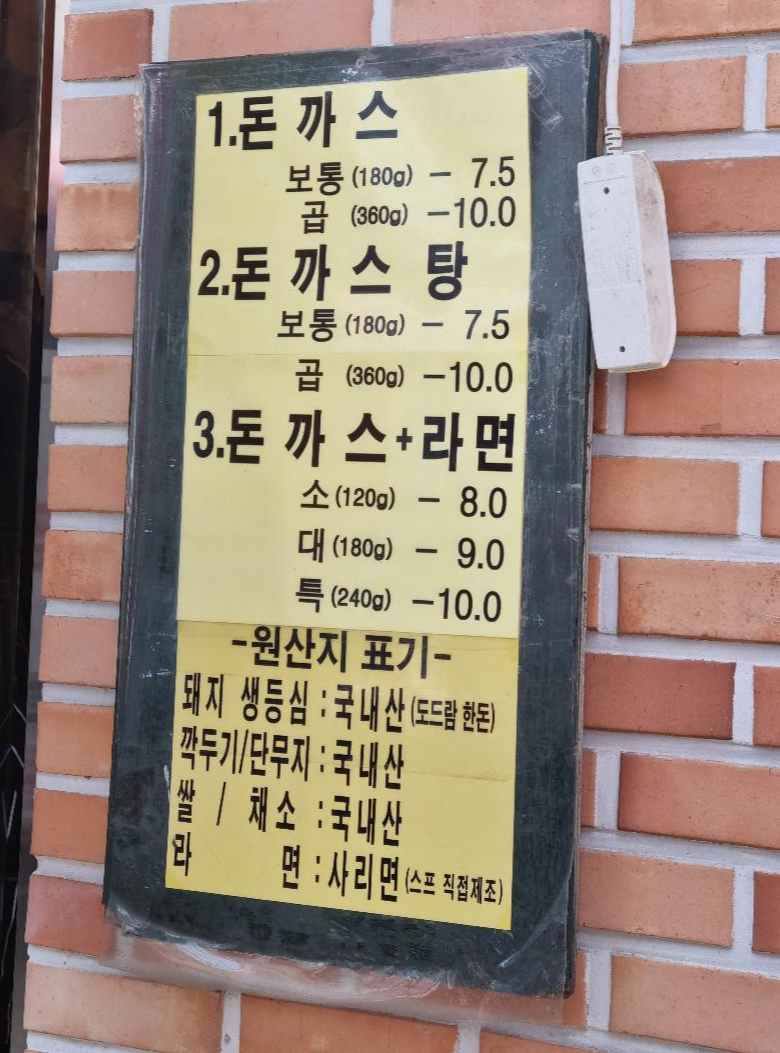 1.돈 까 스
보통 (180g) - 7.5
곱 (360g) -10.0
2.돈 까 스 탕
보통 (180g) - 7.5
곱 (360g) -10.0
3.돈 까 스+라면
소 (120g) - 8.0
대 (180g) - 9.0
특 (240g) -10.0
-원산지 표기-
돼지 생등심 : 국내산 (도드람 한돈)
깍두기/단무지 : 국내산
쌀 / 채소 : 국내산
라 면 : 사리면 (스프 직접제조)